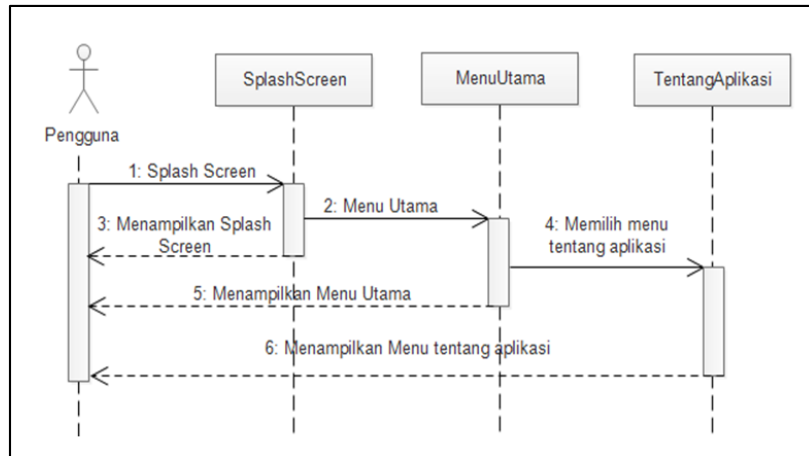 SplashScreen
MenuUtama
TentangAplikasi
Pengguna
1: Splash Screen
2: Menu Utama
3: Menampilkan Splash
Screen
4: Memilih menu
tentang aplikasi
5: Menampilkan Menu Utama
6: Menampilkan Menu tentang aplikasi